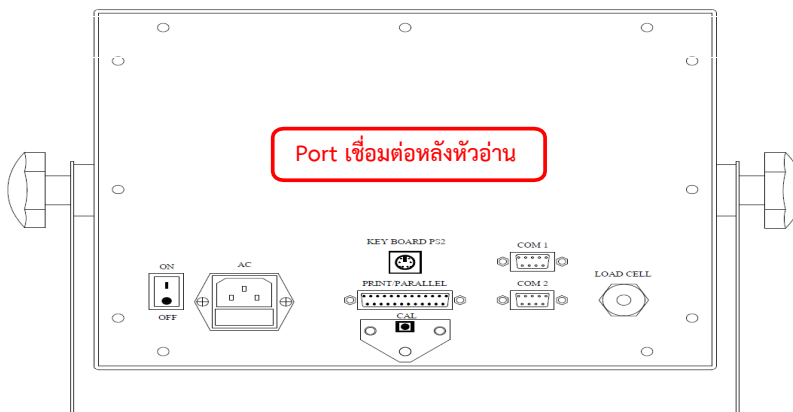 Port เชื่อมต่อหลังหัวอ่าน
KEY BOARD PS2
COM 1
ON
AC
LOAD CELL
PRINT/PARALLEL
COM 2
OFF
CAL